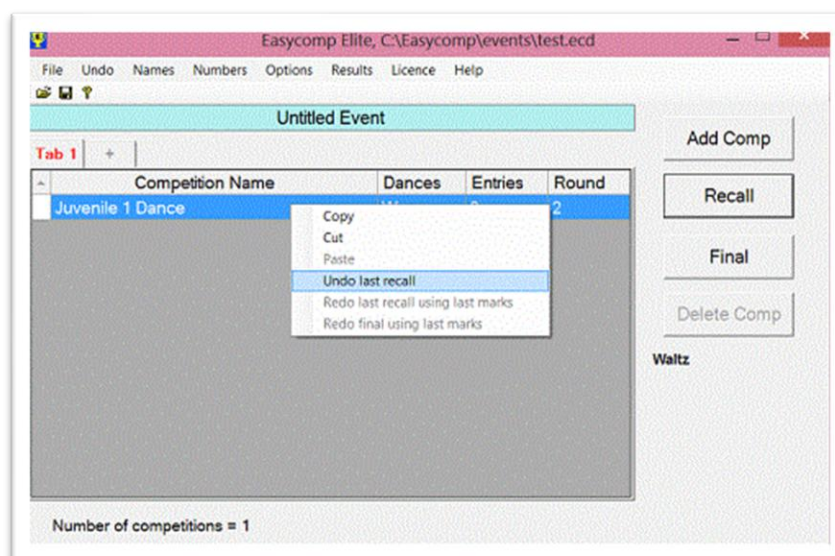 Easycomp Elite, C:\Easycomp\events\test.ecd
File Undo Names Numbers Options Results Licence Help
Untitled Event
Tab 1 +
Competition Name Dances Entries Round
Juvenile 1 Dance 2
Copy
Cut
Paste
Undo last recall
Redo last recall using last marks
Redo final using last marks
Add Comp
Recall
Final
Delete Comp
Waltz
Number of competitions = 1